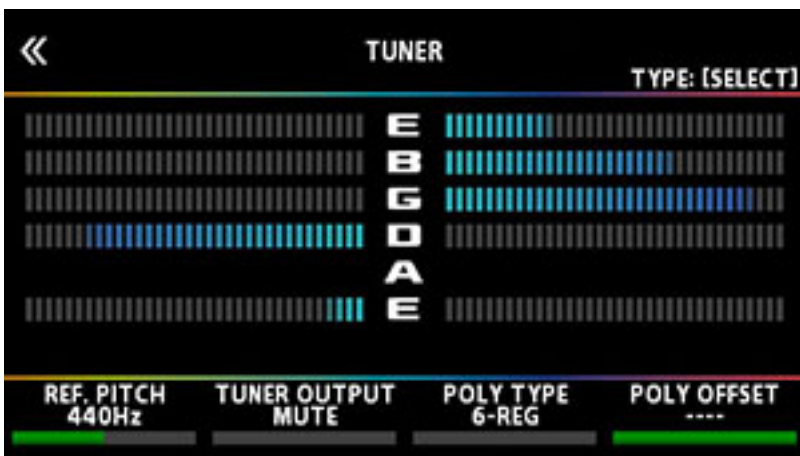 TUNER
TYPE: [SELECT]
E
B
G
D
A
E
REF. PITCH TUNER OUTPUT POLY TYPE POLY OFFSET
440Hz MUTE 6-REG ----